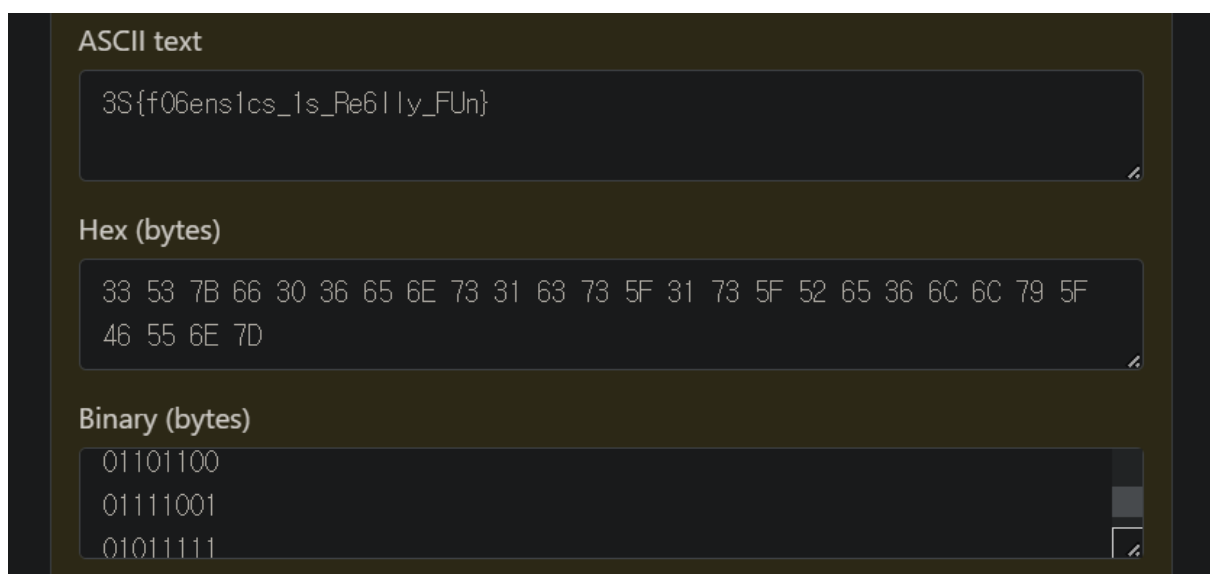 ASCII text
3S{f06ens1cs_1s_Re6lly_FUn}
Hex (bytes)
33 53 7B 66 30 36 65 6E 73 31 63 73 5F 31 73 5F 52 65 36 6C 6C 79 5F
46 55 6E 7D
Binary (bytes)
01101100
01111001
01011111